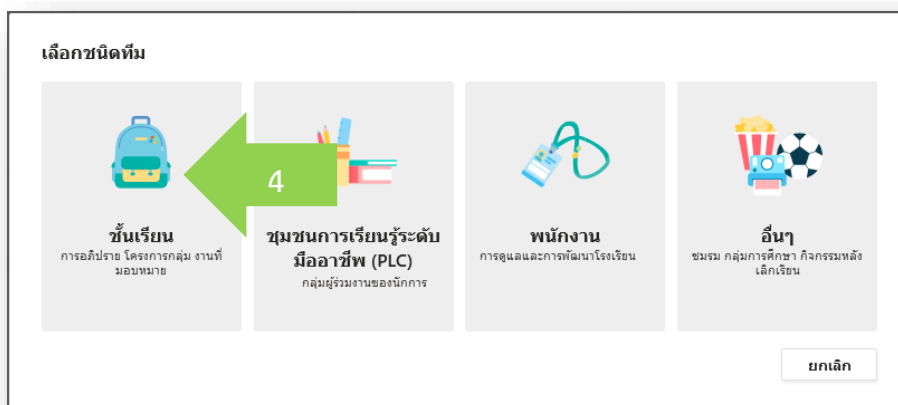 เลือกชนิดทีม
4
ชั้นเรียน
การอภิปราย โครงการกลุ่ม งานที่
มอบหมาย
ชุมชนการเรียนรู้ระดับ
มืออาชีพ (PLC)
กลุ่มผู้ร่วมงานของนักการ
พนักงาน
การดูแลและการพัฒนาโรงเรียน
อื่นๆ
ชมรม กลุ่มการศึกษา กิจกรรมหลัง
เลิกเรียน
ยกเลิก